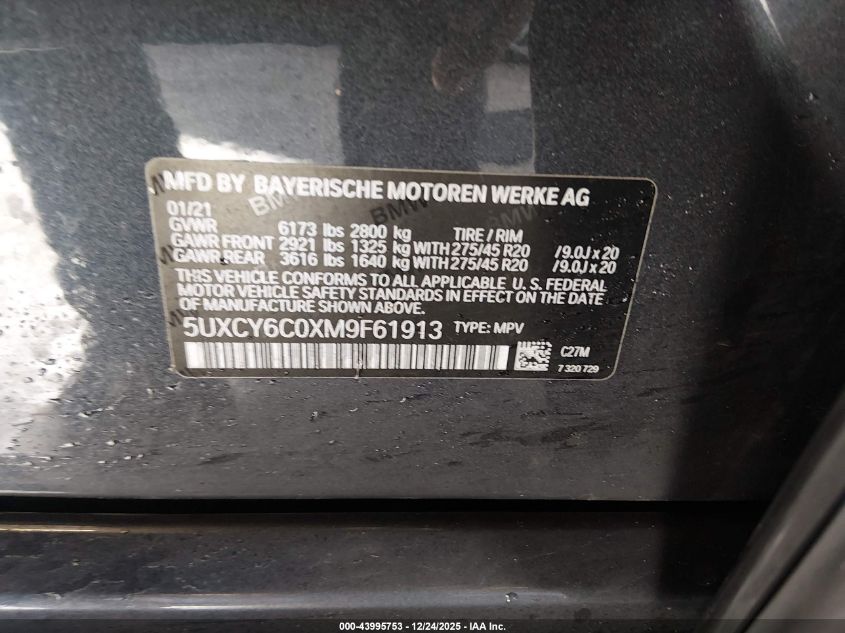 MFD BY BAYERISCHE MOTOREN WERKE AG
01/21
GVWR 6173 lbs 2800 kg TIRE / RIM
GAWR FRONT 2921 lbs 1325 kg WITH 275/45 R20 /9.0J x 20
GAWR REAR 3616 lbs 1640 kg WITH 275/45 R20 /9.0J x 20
THIS VEHICLE CONFORMS TO ALL APPLICABLE U. S. FEDERAL
MOTOR VEHICLE SAFETY STANDARDS IN EFFECT ON THE DATE
OF MANUFACTURE SHOWN ABOVE.
5UXCY6C0XM9F61913 TYPE: MPV
C27M
7 320 729
000-43995753 - 12/24/2025 - IAA Inc.